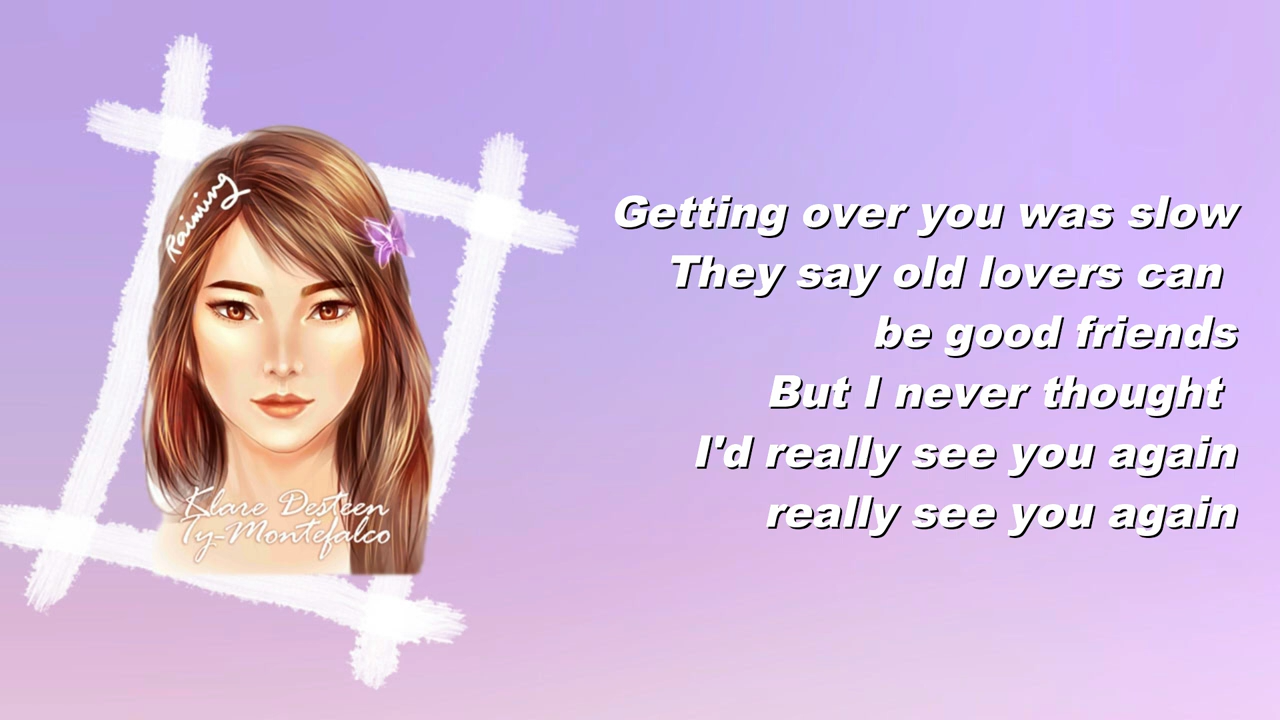 Raining
Klare Desteen
Ty-Montefalco
Getting over you was slow
They say old lovers can
be good friends
But I never thought
I'd really see you again
really see you again